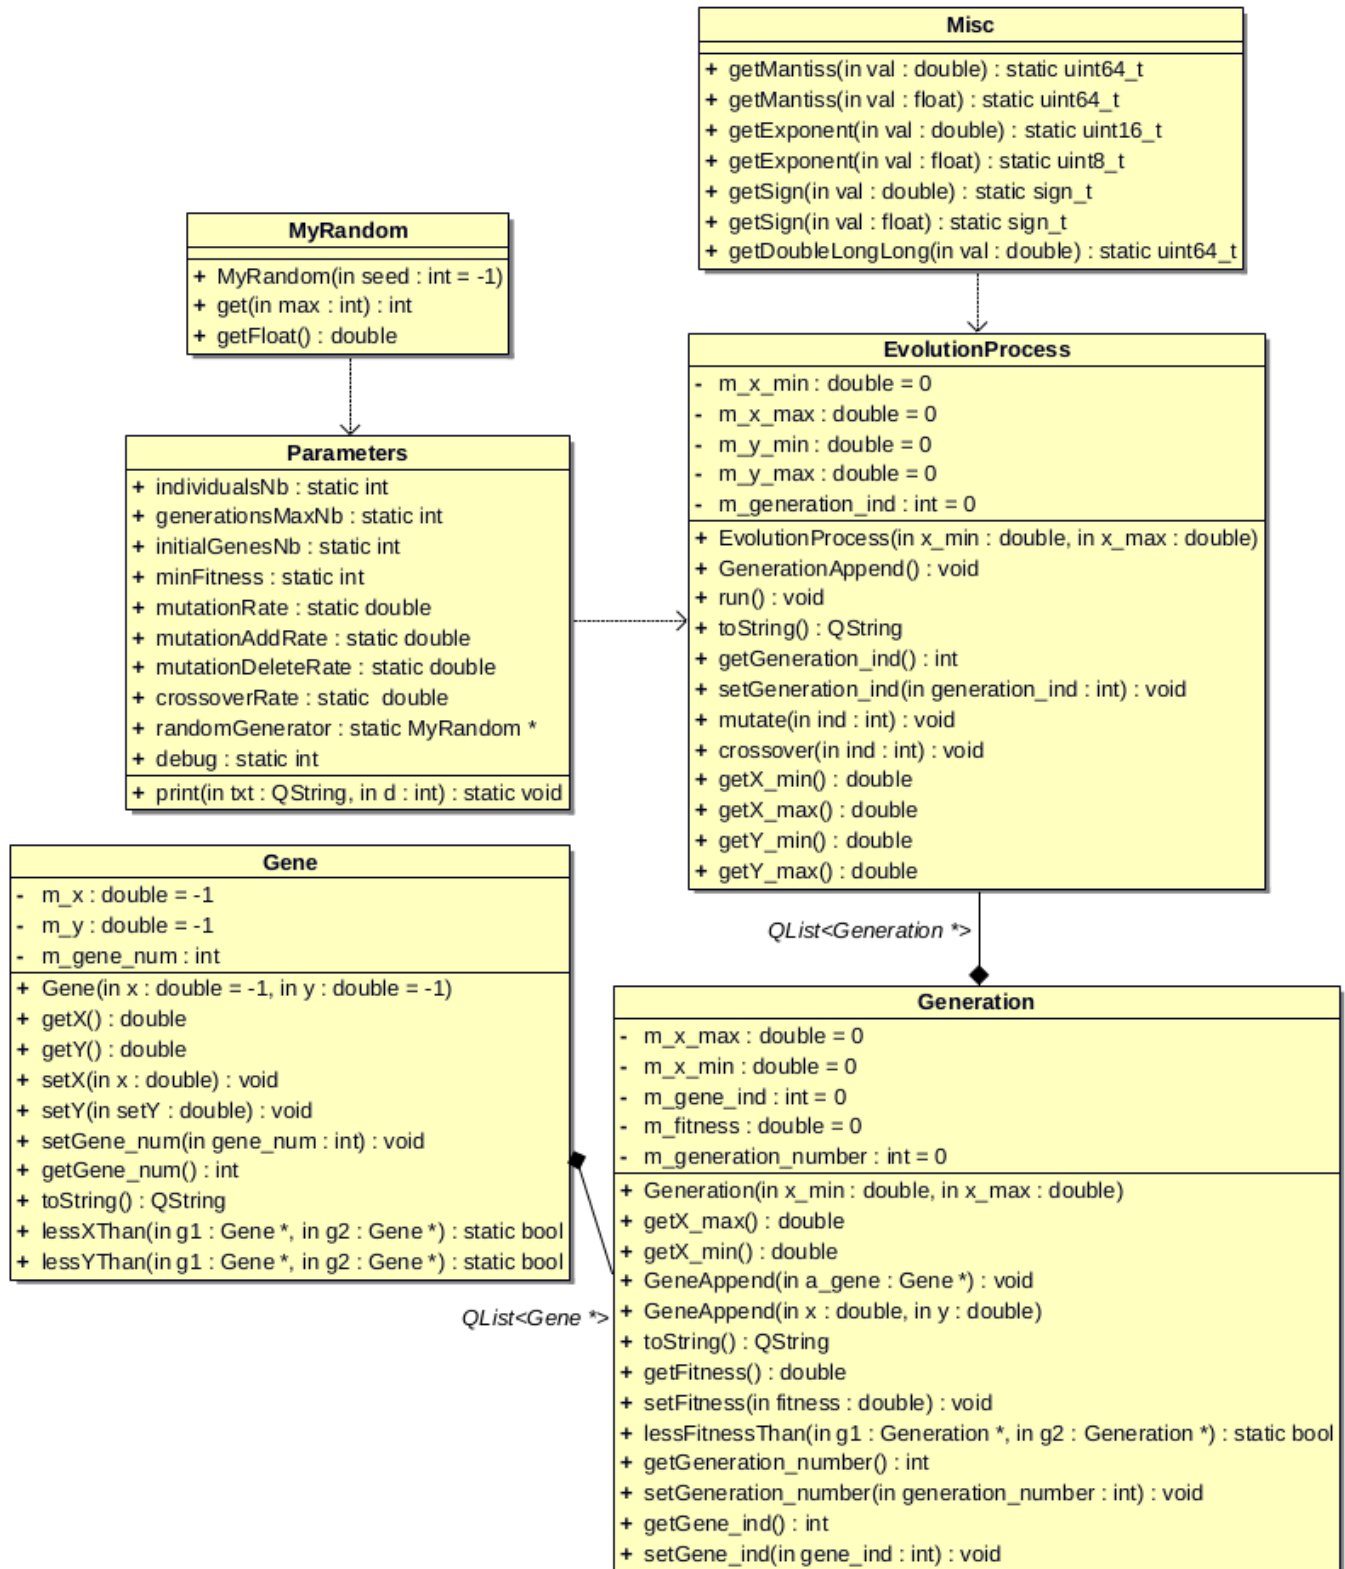 Misc
+ getMantiss(in val : double) : static uint64_t
+ getMantiss(in val : float) : static uint64_t
+ getExponent(in val : double) : static uint16_t
+ getExponent(in val : float) : static uint8_t
+ getSign(in val : double) : static sign_t
+ getSign(in val : float) : static sign_t
+ getDoubleLongLong(in val : double) : static uint64_t
MyRandom
+ MyRandom(in seed : int = -1)
+ get(in max : int) : int
+ getFloat() : double
EvolutionProcess
- m_x_min : double = 0
- m_x_max : double = 0
- m_y_min : double = 0
- m_y_max : double = 0
- m_generation_ind : int = 0
+ EvolutionProcess(in x_min : double, in x_max : double)
+ GenerationAppend() : void
+ run() : void
+ toString() : QString
+ getGeneration_ind() : int
+ setGeneration_ind(in generation_ind : int) : void
+ mutate(in ind : int) : void
+ crossover(in ind : int) : void
+ getX_min() : double
+ getX_max() : double
+ getY_min() : double
+ getY_max() : double
Parameters
+ individualsNb : static int
+ generationsMaxNb : static int
+ initialGenesNb : static int
+ minFitness : static int
+ mutationRate : static double
+ mutationAddRate : static double
+ mutationDeleteRate : static double
+ crossoverRate : static  double
+ randomGenerator : static MyRandom *
+ debug : static int
+ print(in txt : QString, in d : int) : static void
Gene
- m_x : double = -1
- m_y : double = -1
- m_gene_num : int
+ Gene(in x : double = -1, in y : double = -1)
+ getX() : double
+ getY() : double
+ setX(in x : double) : void
+ setY(in setY : double) : void
+ setGene_num(in gene_num : int) : void
+ getGene_num() : int
+ toString() : QString
+ lessXThan(in g1 : Gene *, in g2 : Gene *) : static bool
+ lessYThan(in g1 : Gene *, in g2 : Gene *) : static bool
QList<Generation *>
QList<Gene *>
Generation
- m_x_max : double = 0
- m_x_min : double = 0
- m_gene_ind : int = 0
- m_fitness : double = 0
- m_generation_number : int = 0
+ Generation(in x_min : double, in x_max : double)
+ getX_max() : double
+ getX_min() : double
+ GeneAppend(in a_gene : Gene *) : void
+ GeneAppend(in x : double, in y : double)
+ toString() : QString
+ getFitness() : double
+ setFitness(in fitness : double) : void
+ lessFitnessThan(in g1 : Generation *, in g2 : Generation *) : static bool
+ getGeneration_number() : int
+ setGeneration_number(in generation_number : int) : void
+ getGene_ind() : int
+ setGene_ind(in gene_ind : int) : void